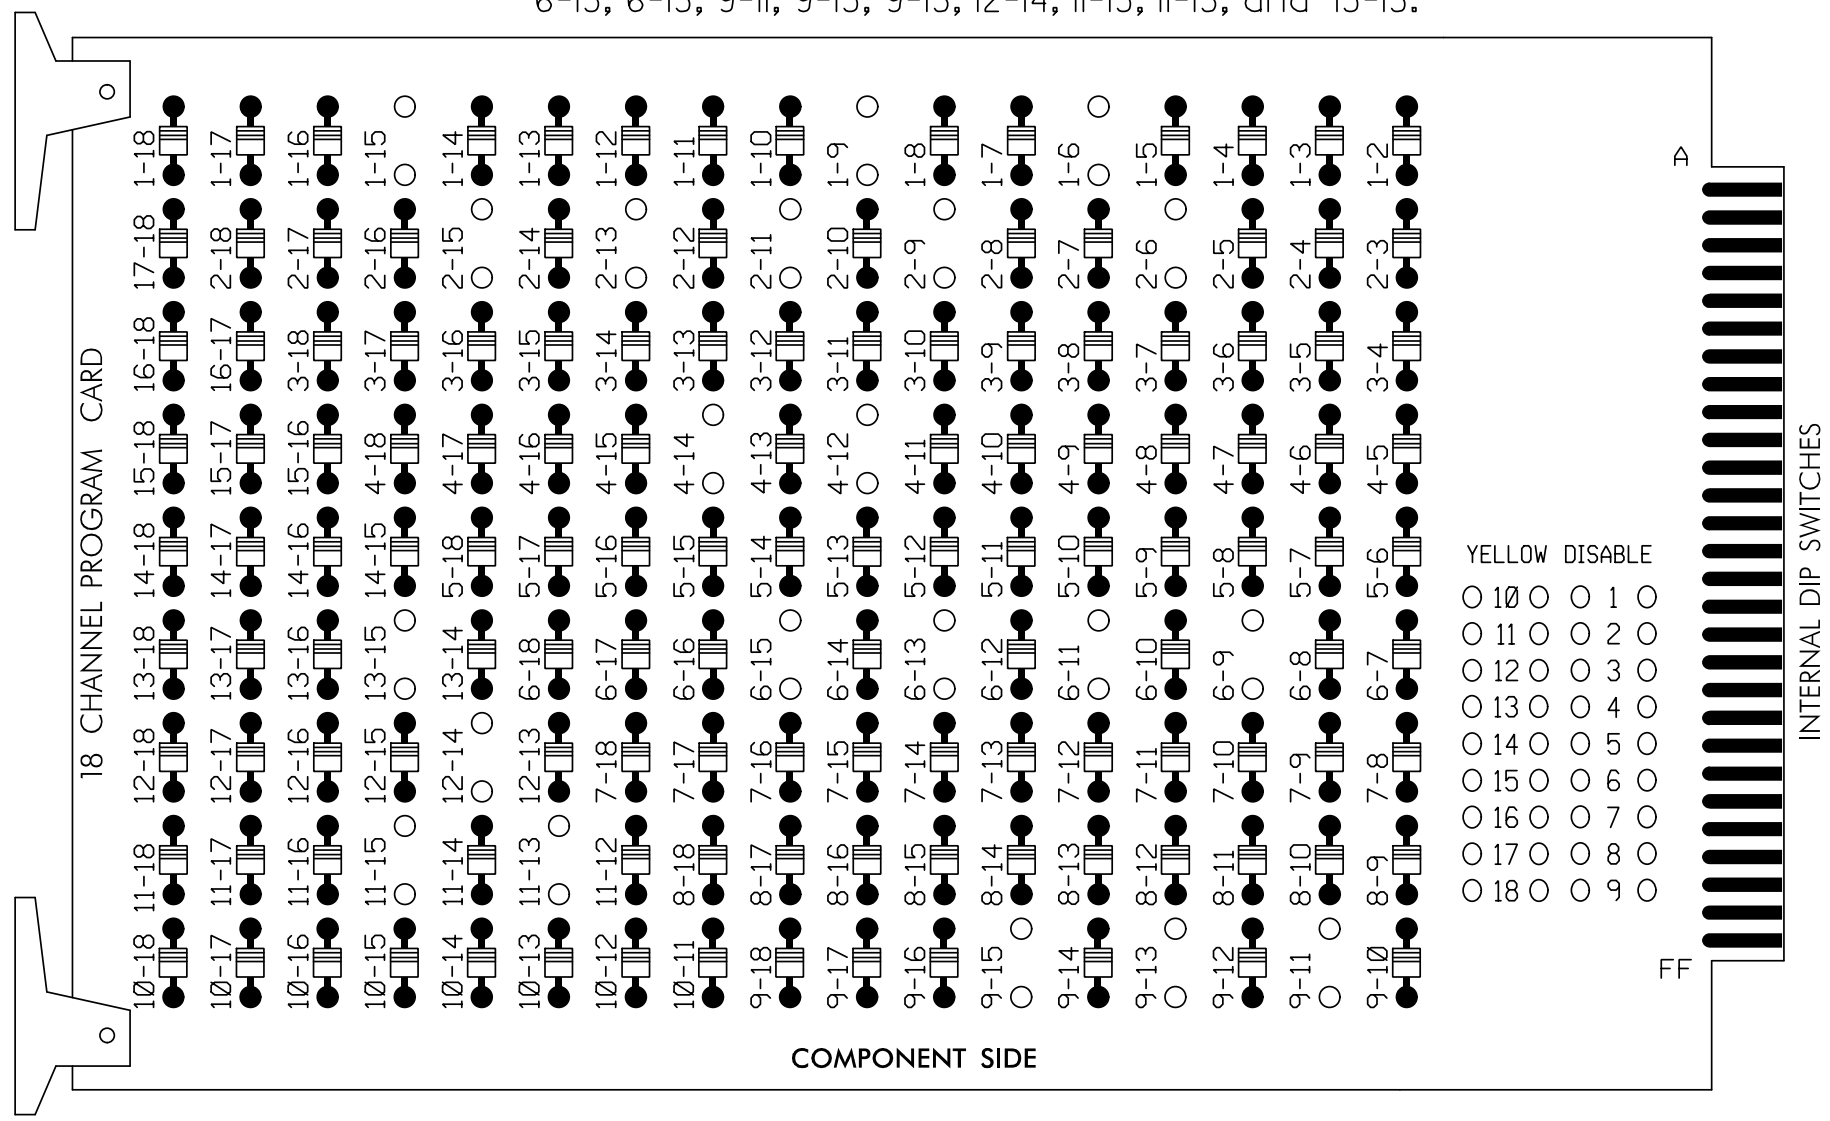 1-18 1-17 1-16 1-15 1-14 1-13 1-12 1-11 1-10 1-9 1-8 1-7 1-6 1-5 1-4 1-3 1-2
A
17-18 2-18 2-17 2-16 2-15 2-14 2-13 2-12 2-11 2-10 2-9 2-8 2-7 2-6 2-5 2-4 2-3
16-18 16-17 3-18 3-17 3-16 3-15 3-14 3-13 3-12 3-11 3-10 3-9 3-8 3-7 3-6 3-5 3-4
15-18 15-17 15-16 4-18 4-17 4-16 4-15 4-14 4-13 4-12 4-11 4-10 4-9 4-8 4-7 4-6 4-5
14-18 14-17 14-16 14-15 5-18 5-17 5-16 5-15 5-14 5-13 5-12 5-11 5-10 5-9 5-8 5-7 5-6
13-18 13-17 13-16 13-15 13-14 6-18 6-17 6-16 6-15 6-14 6-13 6-12 6-11 6-10 6-9 6-8 6-7
12-18 12-17 12-16 12-15 12-14 12-13 7-18 7-17 7-16 7-15 7-14 7-13 7-12 7-11 7-10 7-9 7-8
11-18 11-17 11-16 11-15 11-14 11-13 11-12 8-18 8-17 8-16 8-15 8-14 8-13 8-12 8-11 8-10 8-9
10-18 10-17 10-16 10-15 10-14 10-13 10-12 10-11 9-18 9-17 9-16 9-15 9-14 9-13 9-12 9-11 9-10
18 CHANNEL PROGRAM CARD
YELLOW DISABLE
10 1
11 2
12 3
13 4
14 5
15 6
16 7
17 8
18 9
FF
INTERNAL DIP SWITCHES
COMPONENT SIDE